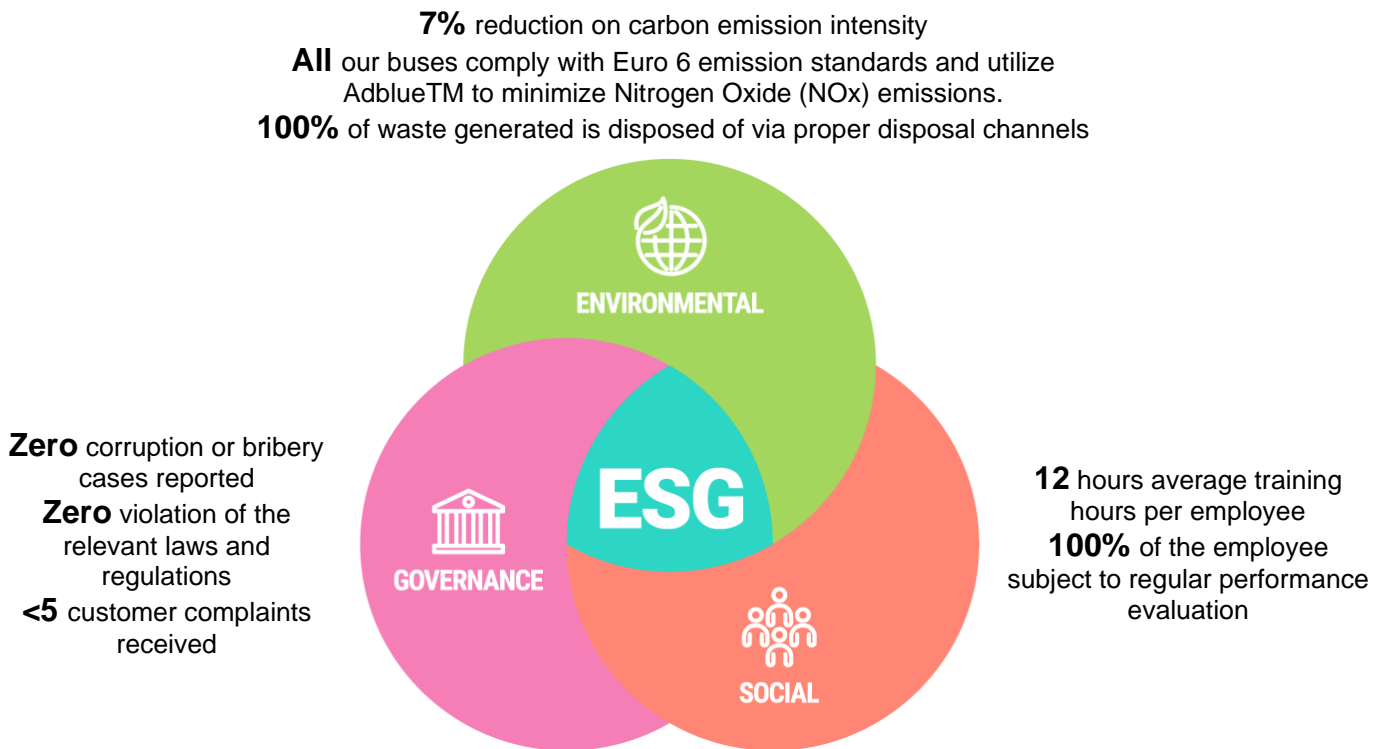 7% reduction on carbon emission intensity
All our buses comply with Euro 6 emission standards and utilize
AdblueTM to minimize Nitrogen Oxide (NOx) emissions.
100% of waste generated is disposed of via proper disposal channels
ENVIRONMENTAL
Zero corruption or bribery
cases reported
Zero violation of the
relevant laws and
regulations
<5 customer complaints
received
GOVERNANCE
ESG
12 hours average training
hours per employee
100% of the employee
subject to regular performance
evaluation
SOCIAL